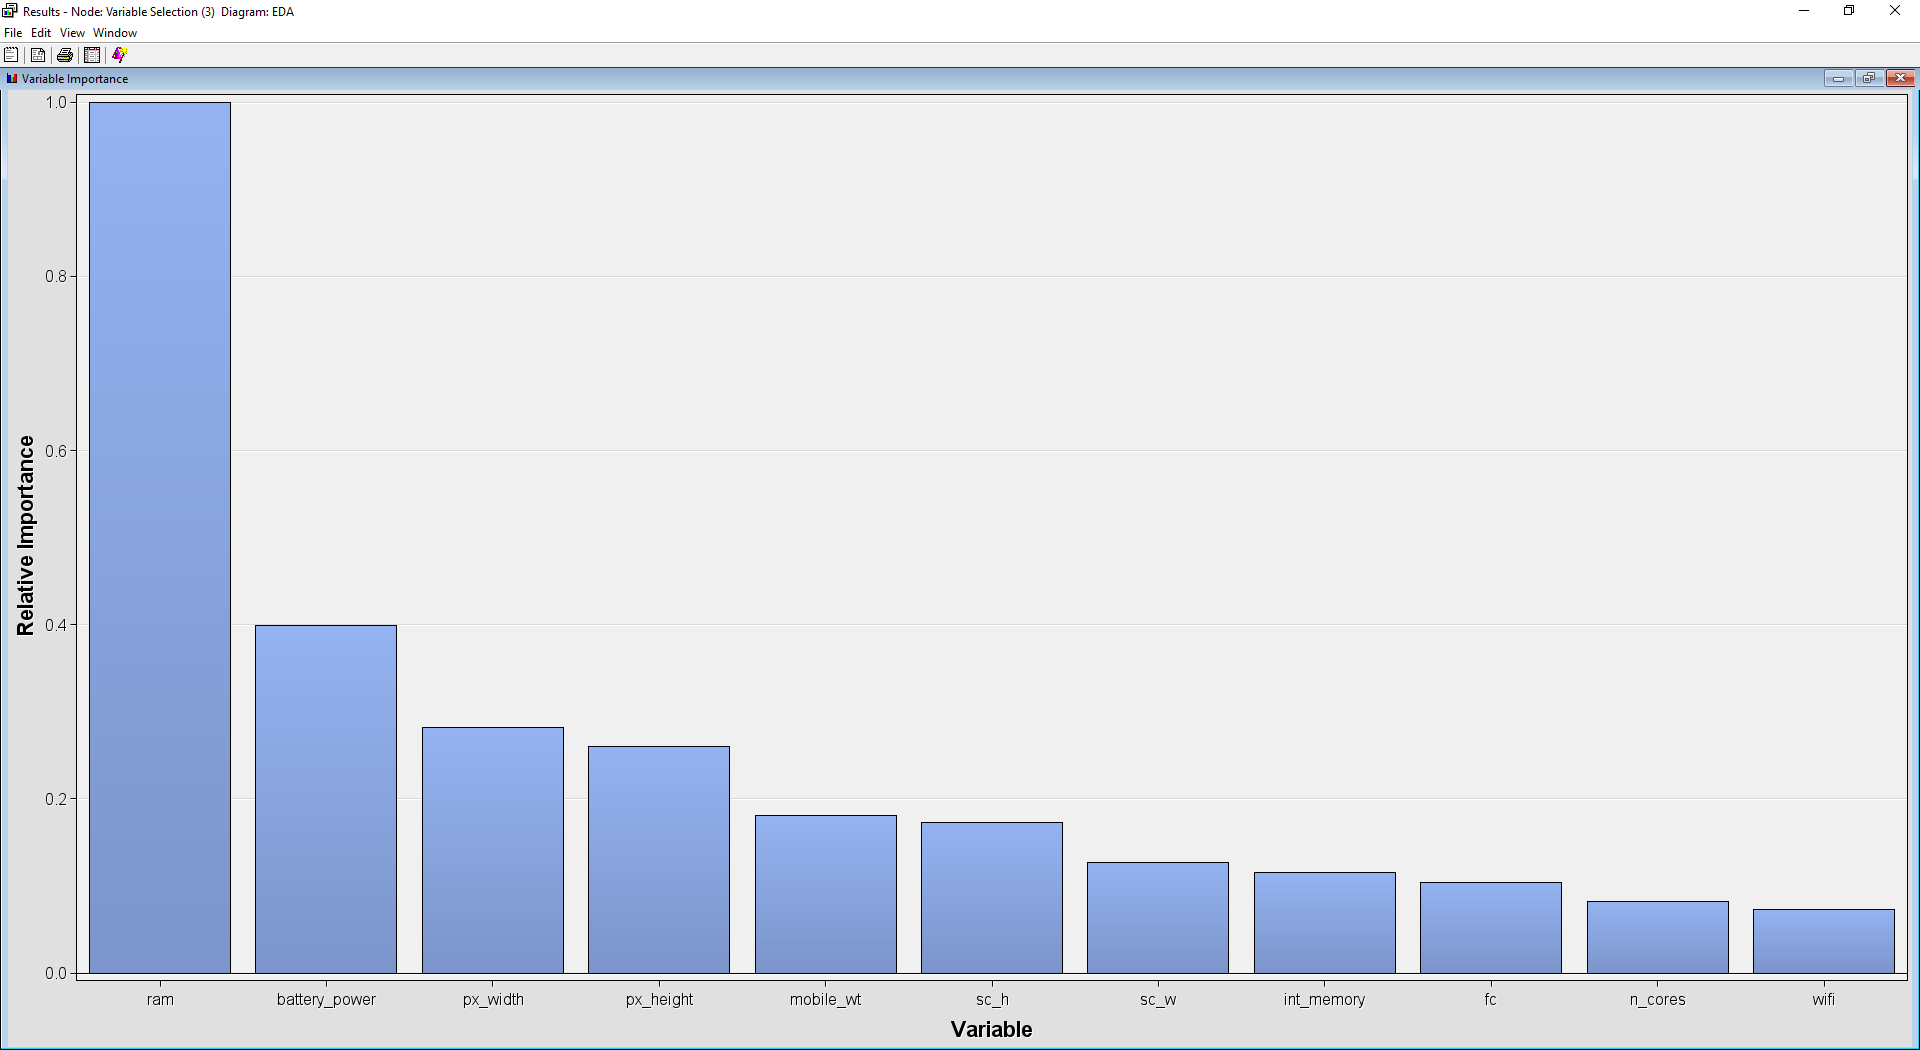 Results - Node: Variable Selection (3) Diagram: EDA
File Edit View Window
Variable Importance
1.0
0.8
0.6
0.4
0.2
0.0
Relative Importance
ram battery_power px_width px_height mobile_wt sc_h sc_w int_memory fc n_cores wifi
Variable